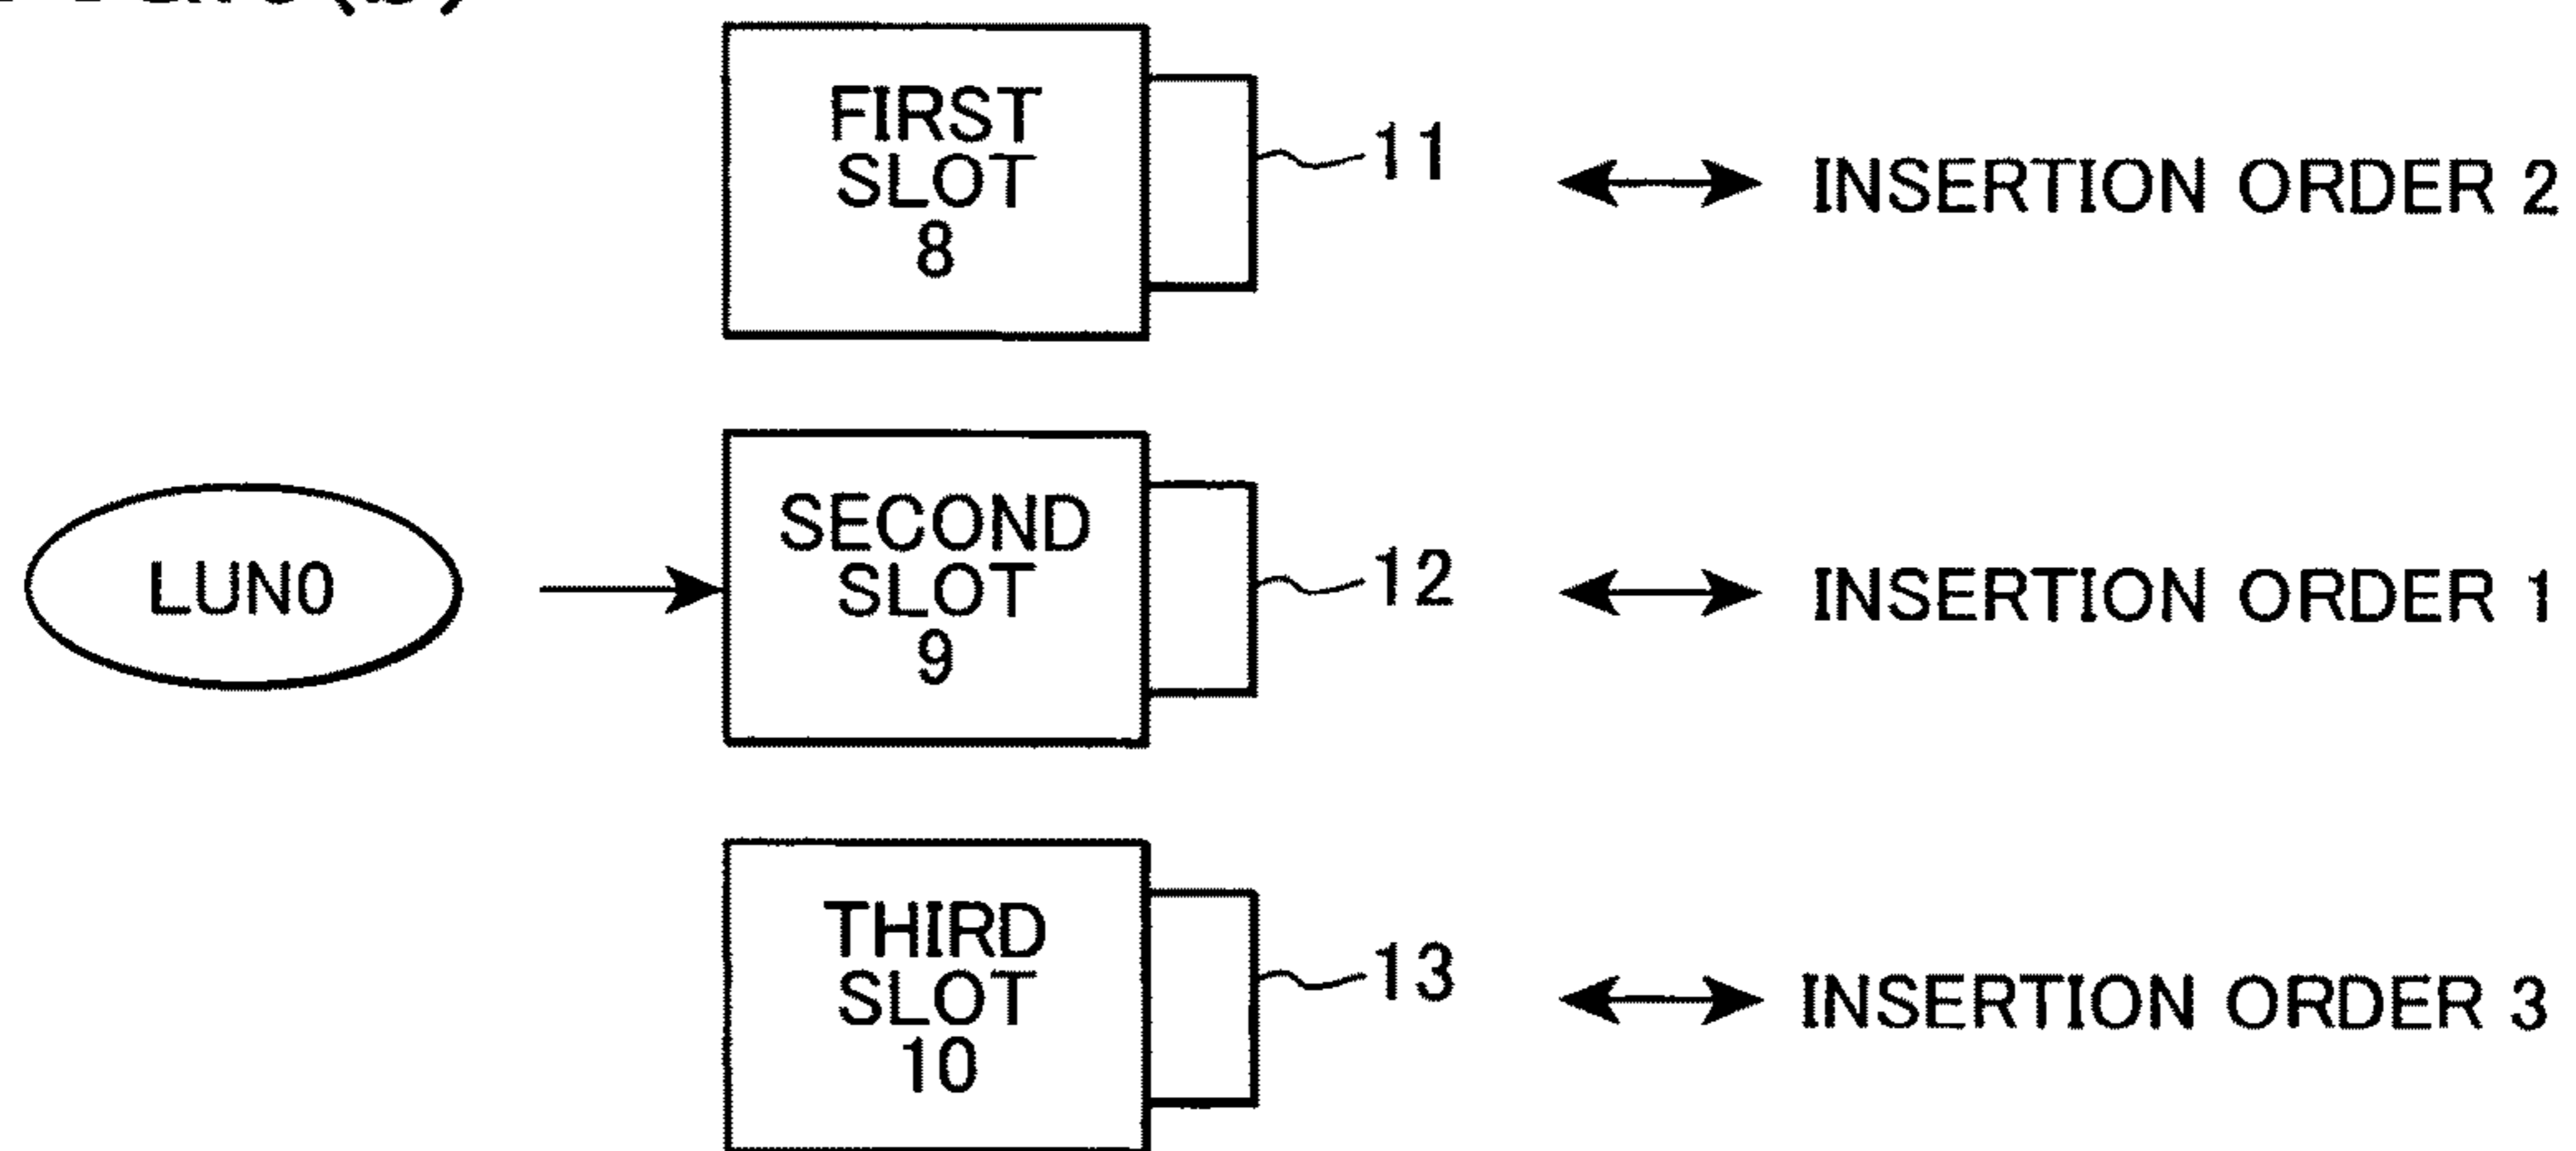 FIRST
SLOT
8
11
INSERTION ORDER 2
LUN0
SECOND
SLOT
9
12
INSERTION ORDER 1
THIRD
SLOT
10
13
INSERTION ORDER 3